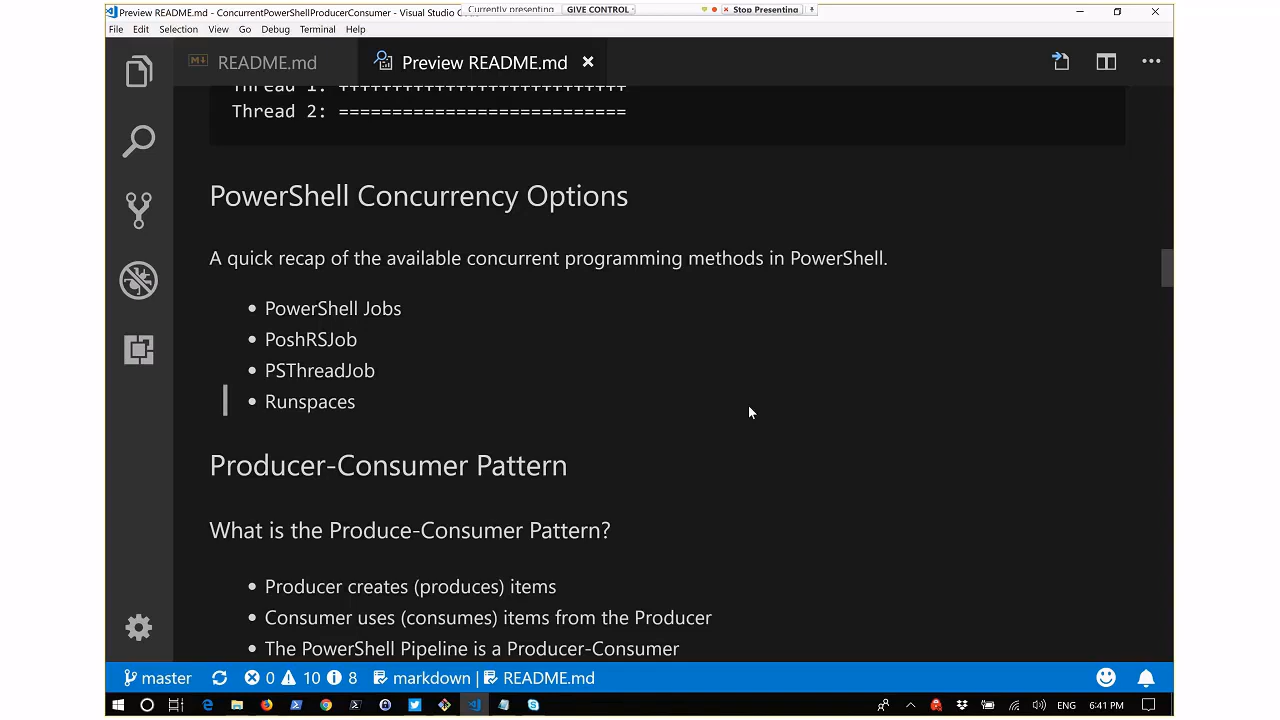 Preview README.md - ConcurrentPowerShellProducerConsumer - Visual Studio
Currently presenting
GIVE CONTROL
Stop Presenting
File Edit Selection View Go Debug Terminal Help
README.md
Preview README.md
Thread 1: +++++++++++++++++++++++++++
Thread 2: ===========================
PowerShell Concurrency Options
A quick recap of the available concurrent programming methods in PowerShell.
• PowerShell Jobs
• PoshRSJob
• PSThreadJob
• Runspaces
Producer-Consumer Pattern
What is the Produce-Consumer Pattern?
• Producer creates (produces) items
• Consumer uses (consumes) items from the Producer
• The PowerShell Pipeline is a Producer-Consumer
master 0 10 8 markdown | README.md
ENG 6:41 PM